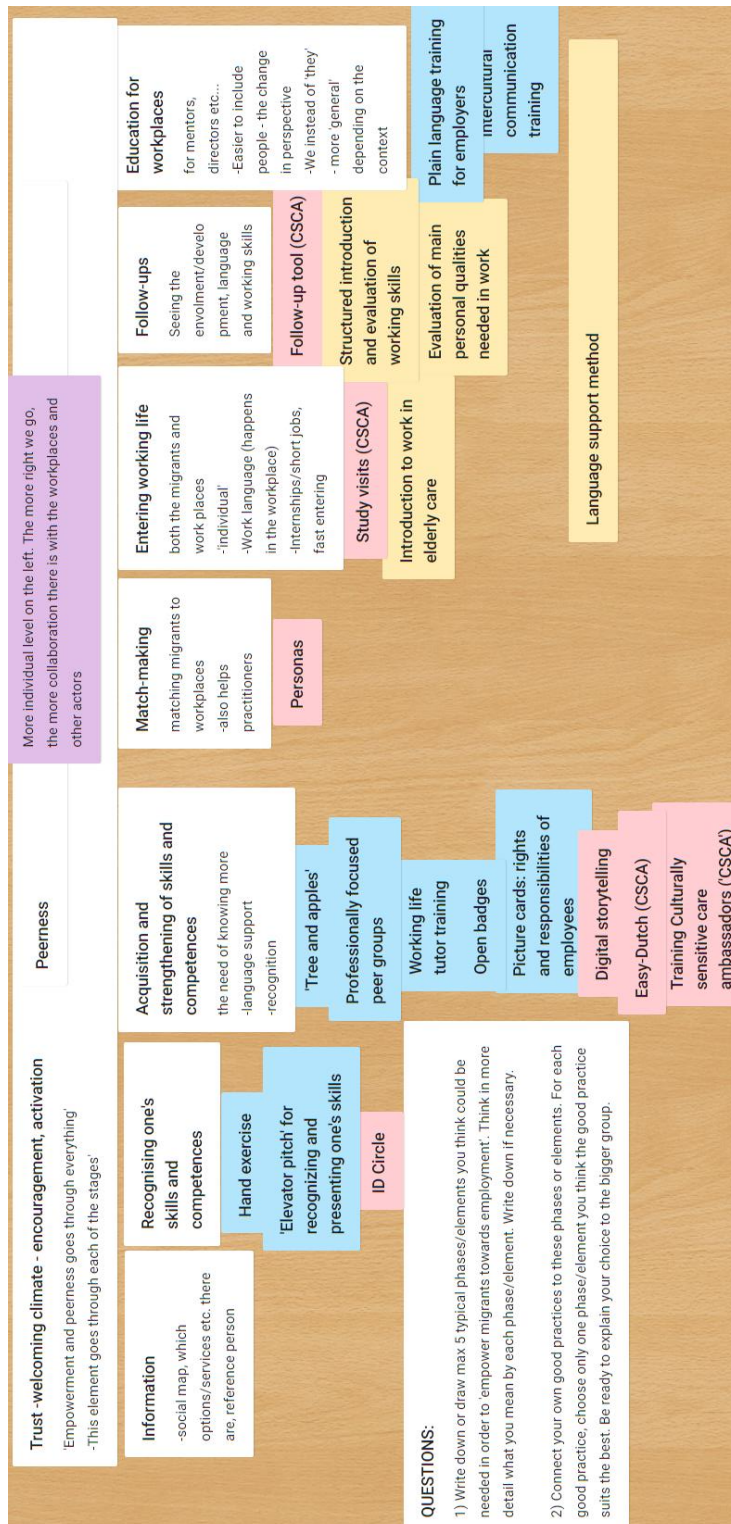 Trust -welcoming climate - encouragement, activation
'Empowerment and peerness goes through everything'
-This element goes through each of the stages'
Peerness
More individual level on the left. The more right we go,
the more collaboration there is with the workplaces and
other actors
Information
-social map, which
options/services etc. there
are, reference person
Recognising one's
skills and
competences
Hand exercise
'Elevator pitch' for
recognizing and
presenting one's skills
ID Circle
Acquisition and
strengthening of skills and
competences
the need of knowing more
-language support
-recognition
'Tree and apples'
Professionally focused
peer groups
Working life
tutor training
Open badges
Picture cards: rights
and responsibilities of
employees
Digital storytelling
Easy-Dutch (CSCA)
Training Culturally
sensitive care
ambassadors ('CSCA')
Match-making
matching migrants to
workplaces
-also helps
practitioners
Personas
Entering working life
both the migrants and
work places
-'individual'
-Work language (happens
in the workplace)
-Internships/short jobs,
fast entering
Study visits (CSCA)
Introduction to work in
elderly care
Follow-ups
Seeing the
envolment/develo
pment, language
and working skills
Follow-up tool (CSCA)
Structured introduction
and evaluation of
working skills
Evaluation of main
personal qualities
needed in work
Education for
workplaces
for mentors,
directors etc...
-Easier to include
people - the change
in perspective
-We instead of 'they'
- more 'general'
depending on the
context
Plain language training
for employers
intercultural
communication
training
Language support method
QUESTIONS:
1) Write down or draw max 5 typical phases/elements you think could be
needed in order to 'empower migrants towards employment'. Think in more
detail what you mean by each phase/element. Write down if necessary.
2) Connect your own good practices to these phases or elements. For each
good practice, choose only one phase/element you think the good practice
suits the best. Be ready to explain your choice to the bigger group.